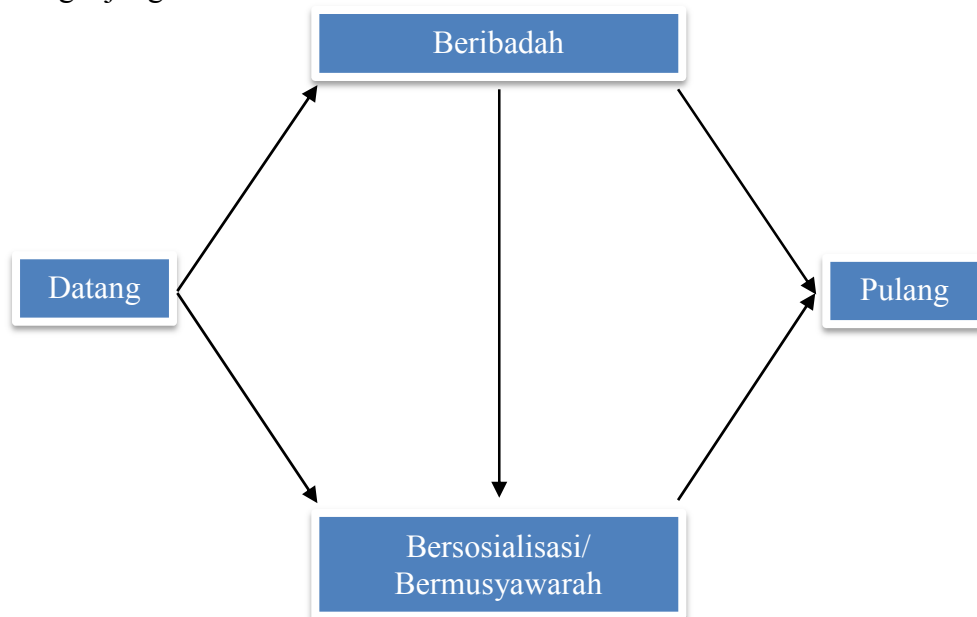 Beribadah
Datang
Pulang
Bersosialisasi/
Bermusyawarah